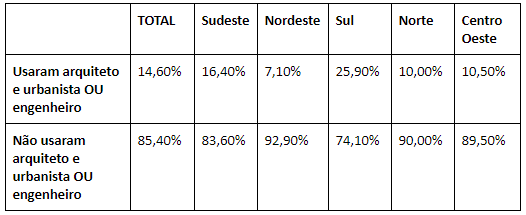 TOTAL Sudeste Nordeste Sul Norte Centro
Oeste
Usaram arquiteto 14,60% 16,40% 7,10% 25,90% 10,00% 10,50%
e urbanista OU
engenheiro
Não usaram 85,40% 83,60% 92,90% 74,10% 90,00% 89,50%
arquiteto e
urbanista OU
engenheiro